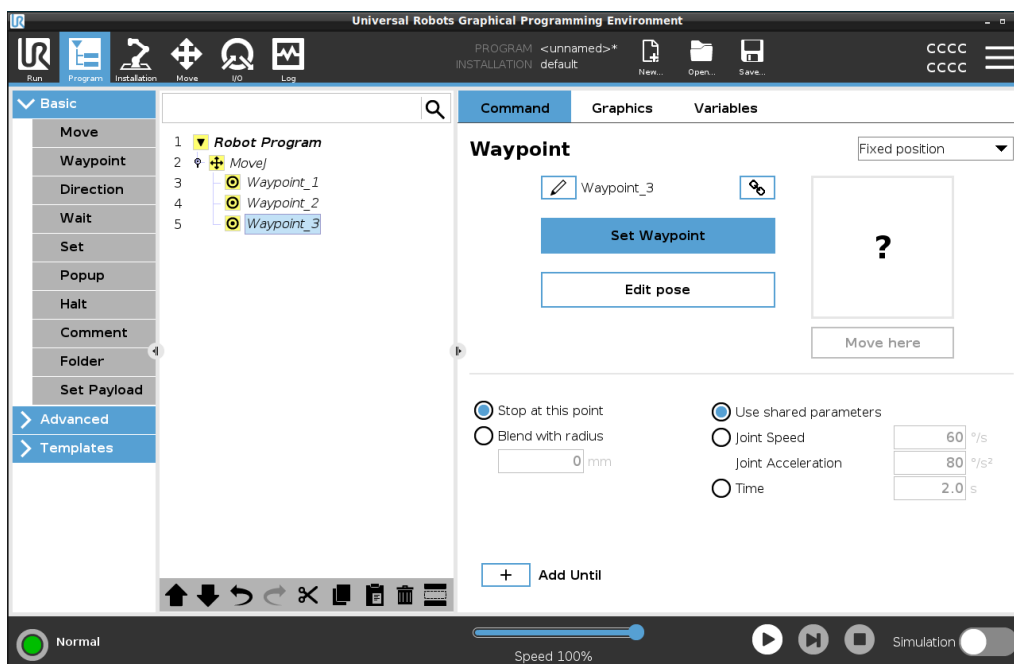 Universal Robots Graphical Programming Environment
UR
Run
Program
Installation
Move
I/O
Log
PROGRAM <unnamed>*
INSTALLATION default
New...
Open...
Save...
CCCC
CCCC
Basic
Move
Waypoint
Direction
Wait
Set
Popup
Halt
Comment
Folder
Set Payload
Advanced
Templates
1 Robot Program
2 MoveJ
3 Waypoint_1
4 Waypoint_2
5 Waypoint_3
Command Graphics Variables
Waypoint
Fixed position
Waypoint_3
Set Waypoint
Edit pose
?
Move here
Stop at this point
Blend with radius
0 mm
Use shared parameters
Joint Speed 60 °/s
Joint Acceleration 80 °/s²
Time 2.0 s
+ Add Until
Normal
Speed 100%
Simulation